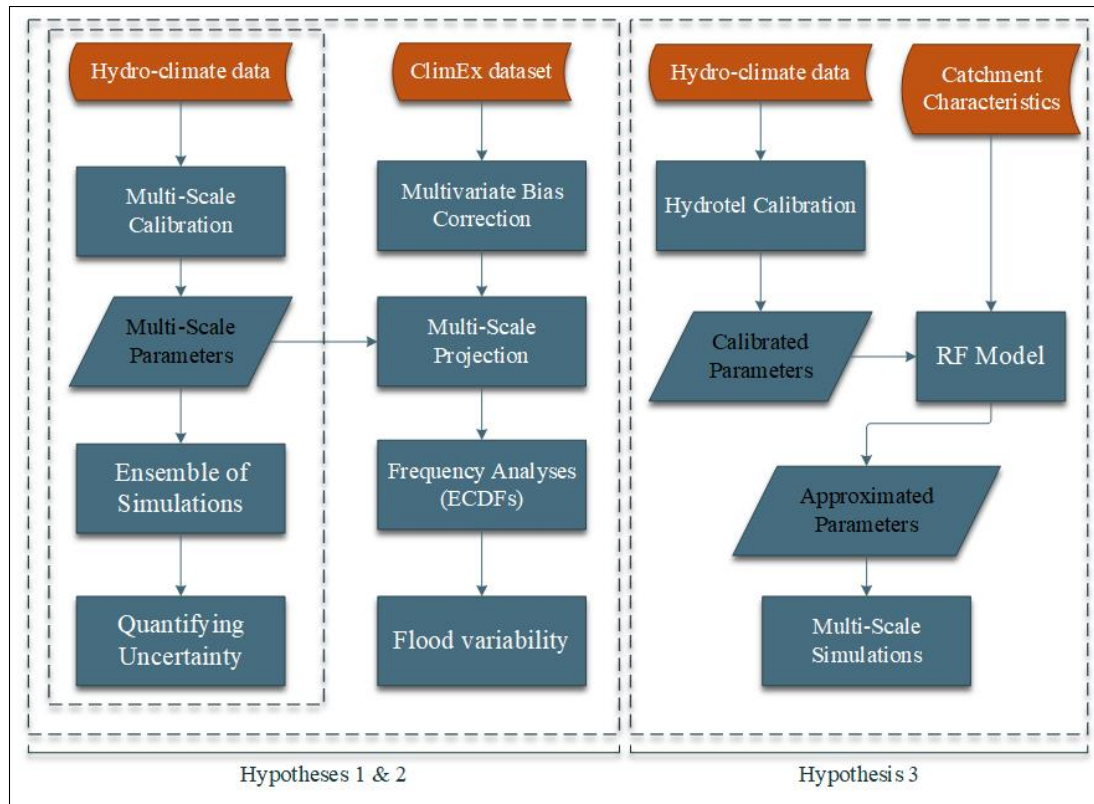 Hydro-climate data
Multi-Scale
Calibration
Multi-Scale
Parameters
Ensemble of
Simulations
Quantifying
Uncertainty
ClimEx dataset
Multivariate Bias
Correction
Multi-Scale
Projection
Frequency Analyses
(ECDFs)
Flood variability
Hypotheses 1 & 2
Hydro-climate data
Hydrotel Calibration
Calibrated
Parameters
Catchment
Characteristics
RF Model
Approximated
Parameters
Multi-Scale
Simulations
Hypothesis 3